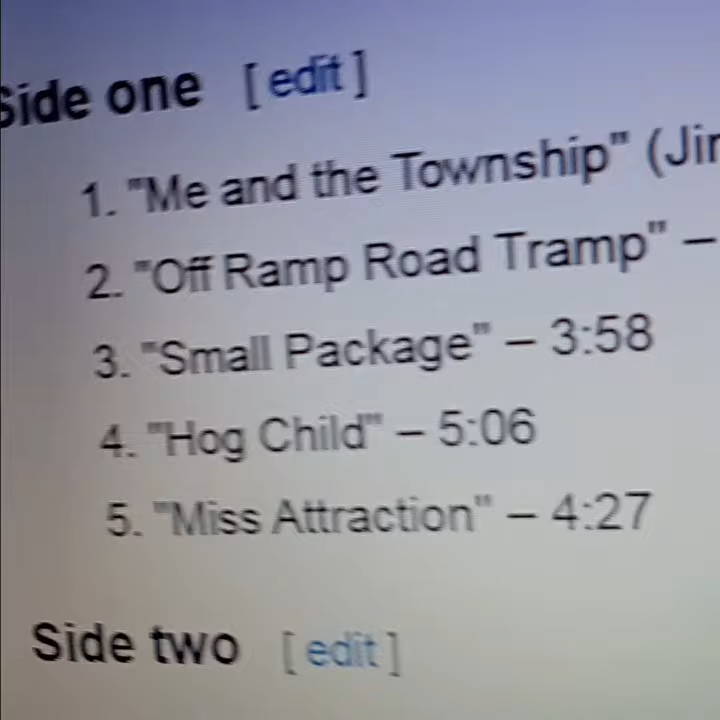 Side one [ edit ]
1. "Me and the Township" (Jir
2. "Off Ramp Road Tramp" –
3. "Small Package" – 3:58
4. "Hog Child" – 5:06
5. "Miss Attraction" – 4:27
Side two [ edit ]